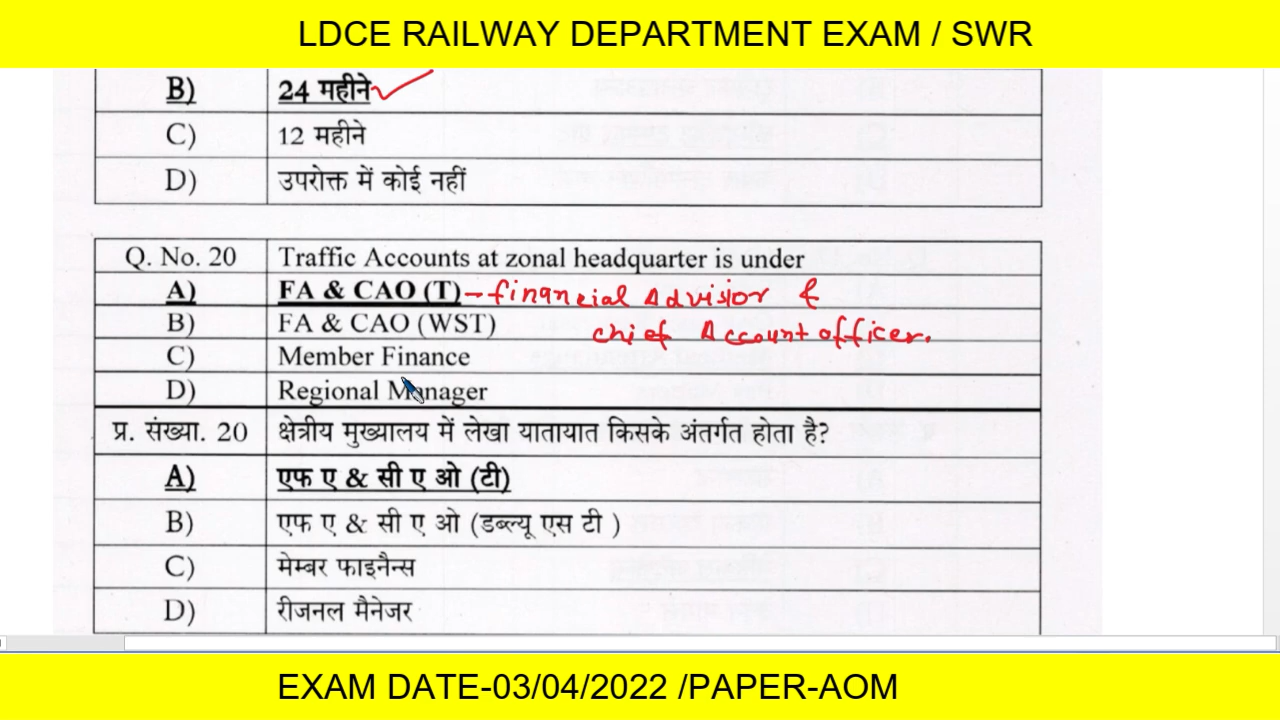 LDCE RAILWAY DEPARTMENT EXAM / SWR
B) 24 महीने
C) 12 महीने
D) उपरोक्त में कोई नहीं
Q. No. 20 Traffic Accounts at zonal headquarter is under
A) FA & CAO (T) – financial Advisior &
B) FA & CAO (WST) chief Account officer.
C) Member Finance
D) Regional Manager
प्र. संख्या. 20 क्षेत्रीय मुख्यालय में लेखा यातायात किसके अंतर्गत होता है?
A) एफ ए & सी ए ओ (टी)
B) एफ ए & सी ए ओ (डब्ल्यू एस टी )
C) मेम्बर फाइनैन्स
D) रीजनल मैनेजर
EXAM DATE-03/04/2022 /PAPER-AOM